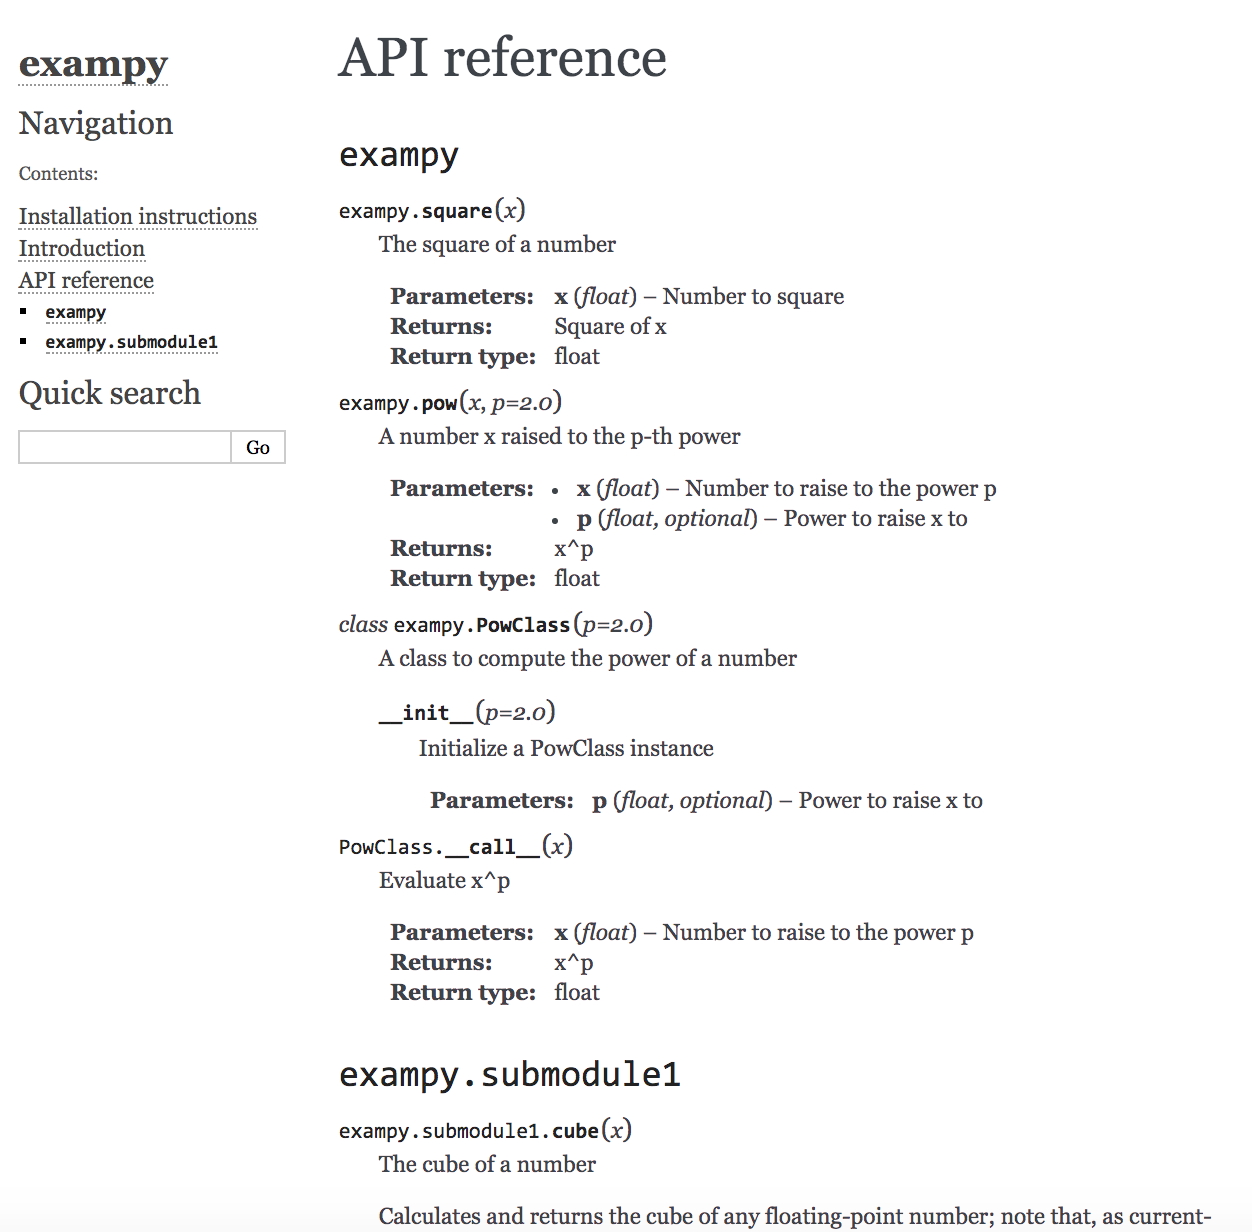 exampy
Navigation
Contents:
Installation instructions
Introduction
API reference
exampy
exampy.submodule1
Quick search
Go
API reference
exampy
exampy.square(x)
The square of a number
Parameters: x (float) – Number to square
Returns: Square of x
Return type: float
exampy.pow(x, p=2.0)
A number x raised to the p-th power
Parameters: • x (float) – Number to raise to the power p
• p (float, optional) – Power to raise x to
Returns: x^p
Return type: float
class exampy.PowClass(p=2.0)
A class to compute the power of a number
__init__(p=2.0)
Initialize a PowClass instance
Parameters: p (float, optional) – Power to raise x to
PowClass.__call__(x)
Evaluate x^p
Parameters: x (float) – Number to raise to the power p
Returns: x^p
Return type: float
exampy.submodule1
exampy.submodule1.cube(x)
The cube of a number
Calculates and returns the cube of any floating-point number; note that, as current-